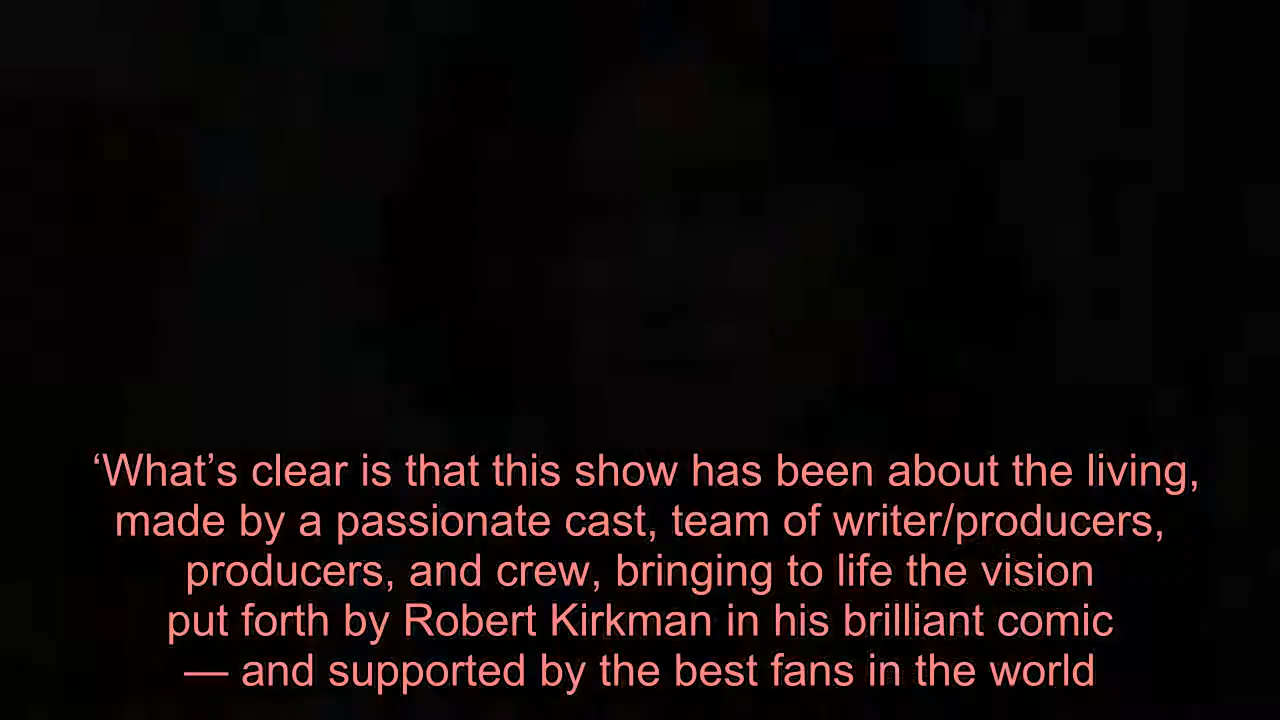 ‘What’s clear is that this show has been about the living,
made by a passionate cast, team of writer/producers,
producers, and crew, bringing to life the vision
put forth by Robert Kirkman in his brilliant comic
— and supported by the best fans in the world